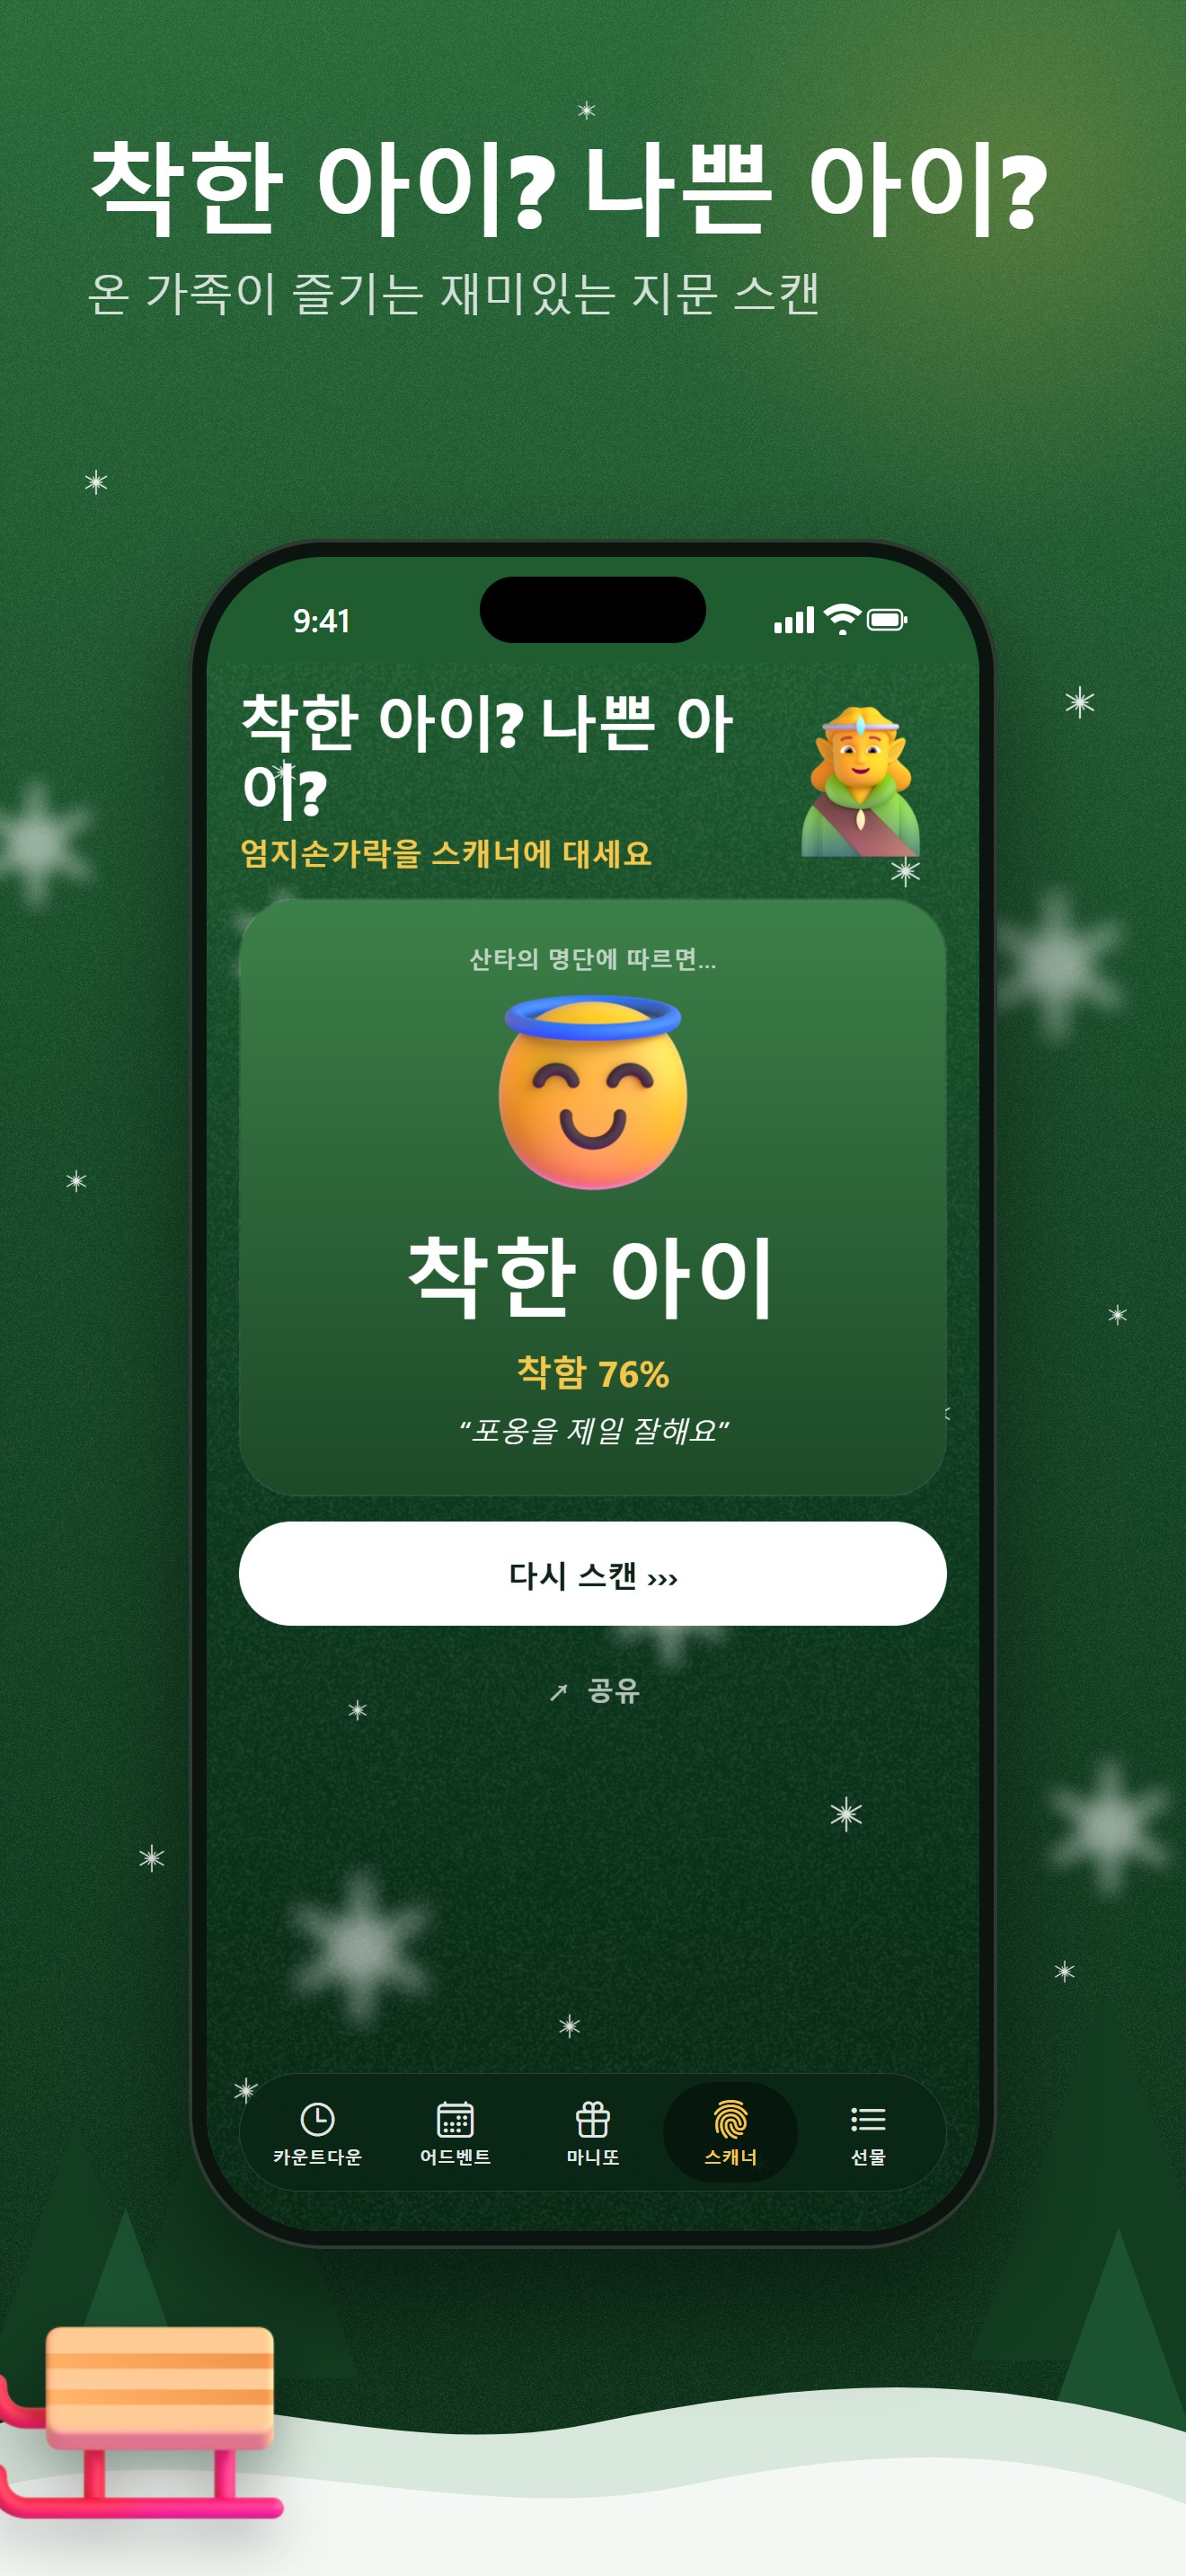 착한 아이? 나쁜 아이?
온 가족이 즐기는 재미있는 지문 스캔
9:41
착한 아이? 나쁜 아
이?
엄지손가락을 스캐너에 대세요
산타의 명단에 따르면...
착한 아이
착함 76%
“포옹을 제일 잘해요”
다시 스캔 ›››
↗ 공유
카운트다운 어드벤트 마니또 스캐너 선물